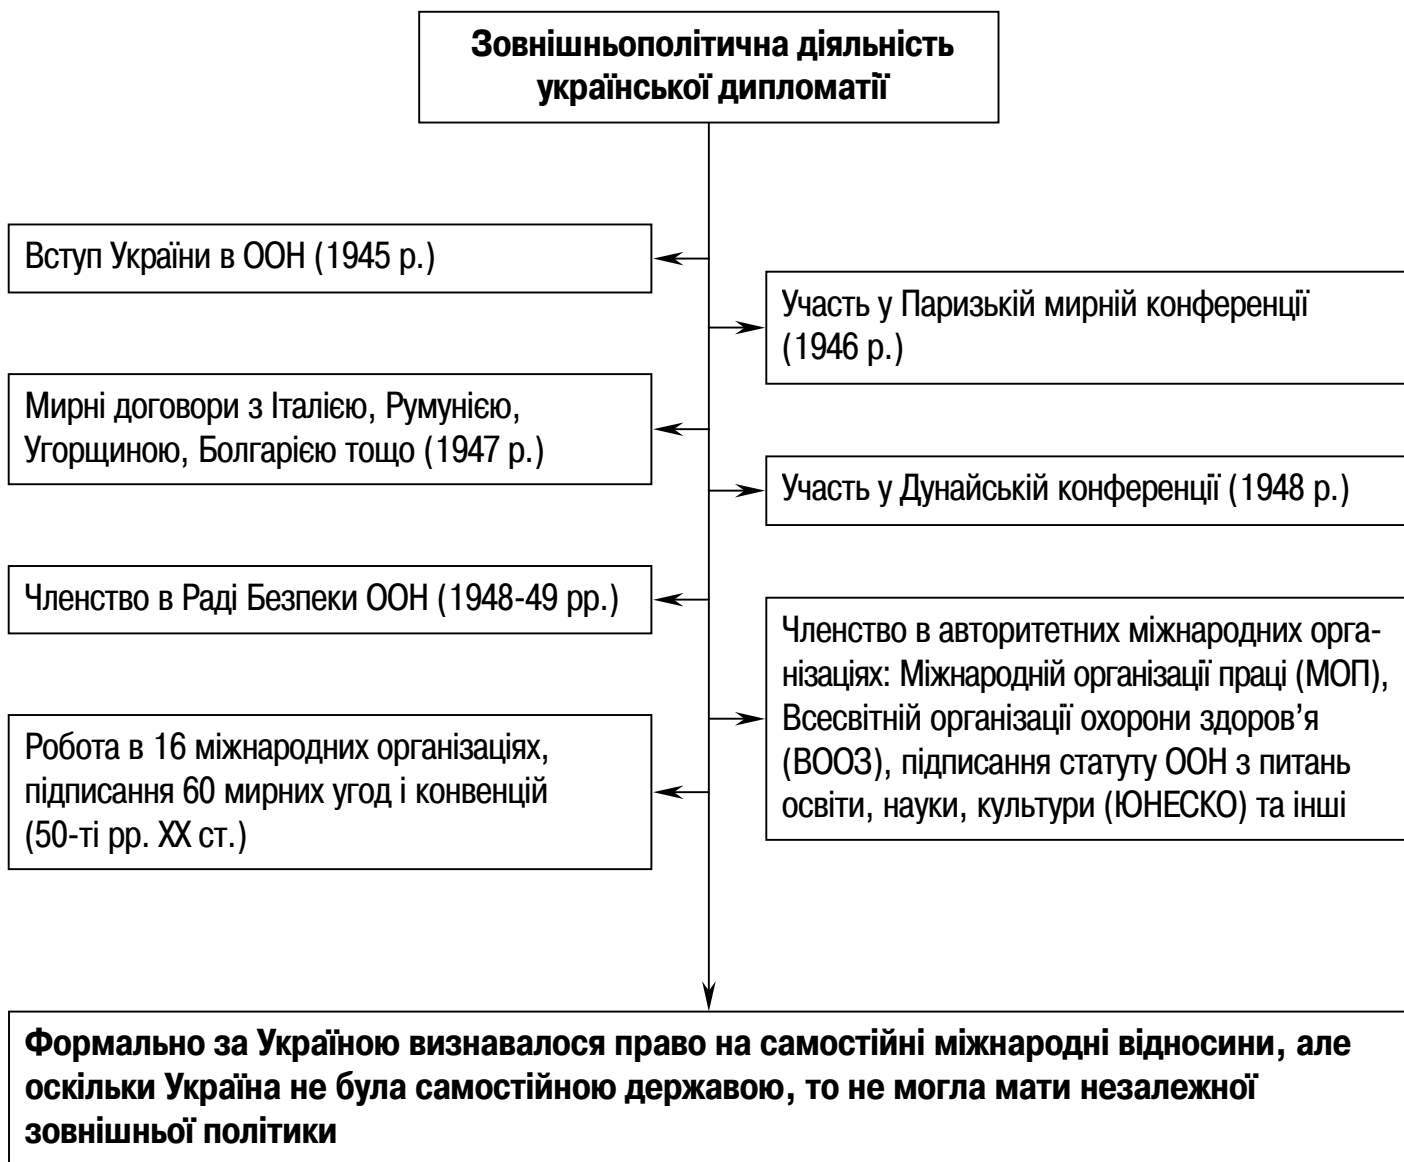 Зовнішньополітична діяльність
української дипломатії
Вступ України в ООН (1945 р.)
Участь у Паризькій мирній конференції
(1946 р.)
Мирні договори з Італією, Румунією,
Угорщиною, Болгарією тощо (1947 р.)
Участь у Дунайській конференції (1948 р.)
Членство в Раді Безпеки ООН (1948-49 рр.)
Членство в авторитетних міжнародних орга-
нізаціях: Міжнародній організації праці (МОП),
Всесвітній організації охорони здоров’я
(ВООЗ), підписання статуту ООН з питань
освіти, науки, культури (ЮНЕСКО) та інші
Робота в 16 міжнародних організаціях,
підписання 60 мирних угод і конвенцій
(50-ті рр. XX ст.)
Формально за Україною визнавалося право на самостійні міжнародні відносини, але
оскільки Україна не була самостійною державою, то не могла мати незалежної
зовнішньої політики